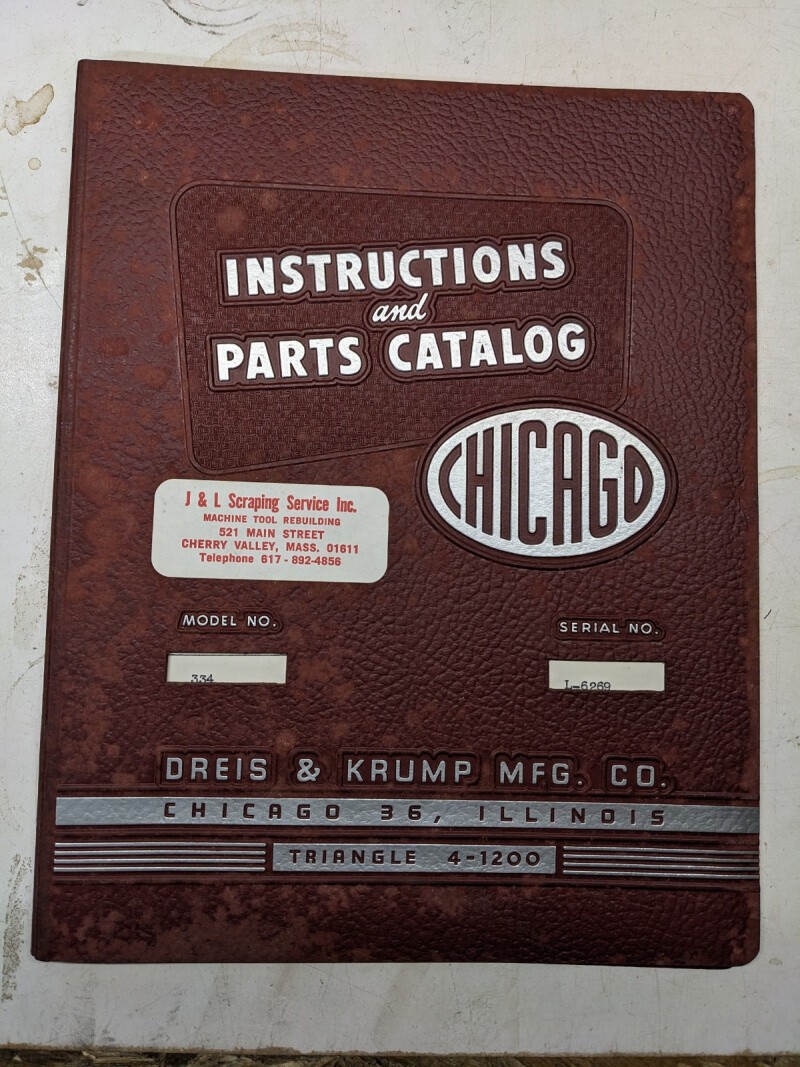 INSTRUCTIONS
and
PARTS CATALOG
CHICAGO
J & L Scraping Service Inc.
MACHINE TOOL REBUILDING
521 MAIN STREET
CHERRY VALLEY, MASS. 01611
Telephone 617 - 892-4856
MODEL NO.
334
SERIAL NO.
L-6269
DREIS & KRUMP MFG. CO.
CHICAGO 36, ILLINOIS
TRIANGLE 4-1200